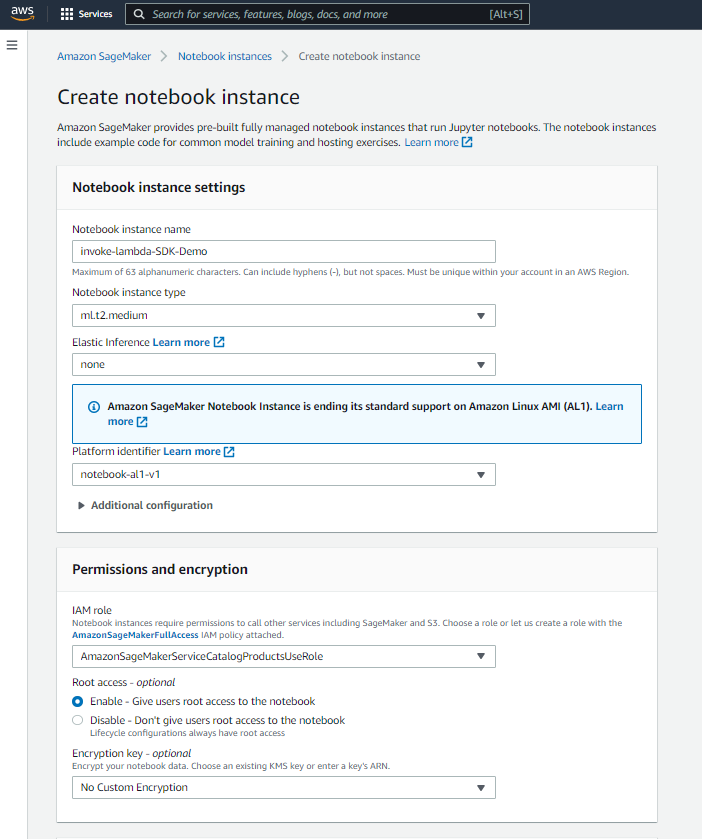 aws Services Search for services, features, blogs, docs, and more [Alt+S]
Amazon SageMaker > Notebook instances > Create notebook instance
Create notebook instance
Amazon SageMaker provides pre-built fully managed notebook instances that run Jupyter notebooks. The notebook instances
include example code for common model training and hosting exercises. Learn more
Notebook instance settings
Notebook instance name
invoke-lambda-SDK-Demo
Maximum of 63 alphanumeric characters. Can include hyphens (-), but not spaces. Must be unique within your account in an AWS Region.
Notebook instance type
ml.t2.medium
Elastic Inference Learn more
none
Amazon SageMaker Notebook Instance is ending its standard support on Amazon Linux AMI (AL1). Learn
more
Platform identifier Learn more
notebook-al1-v1
Additional configuration
Permissions and encryption
IAM role
Notebook instances require permissions to call other services including SageMaker and S3. Choose a role or let us create a role with the
AmazonSageMakerFullAccess IAM policy attached.
AmazonSageMakerServiceCatalogProductsUseRole
Root access - optional
Enable - Give users root access to the notebook
Disable - Don't give users root access to the notebook
Lifecycle configurations always have root access
Encryption key - optional
Encrypt your notebook data. Choose an existing KMS key or enter a key's ARN.
No Custom Encryption